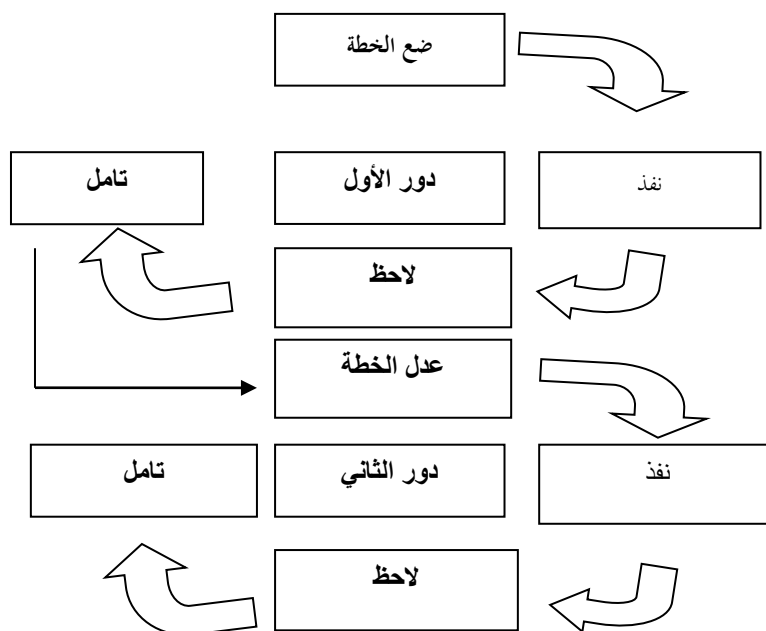 ضع الخطة
نفذ
دور الأول
تامل
لاحظ
عدل الخطة
نفذ
دور الثاني
تامل
لاحظ